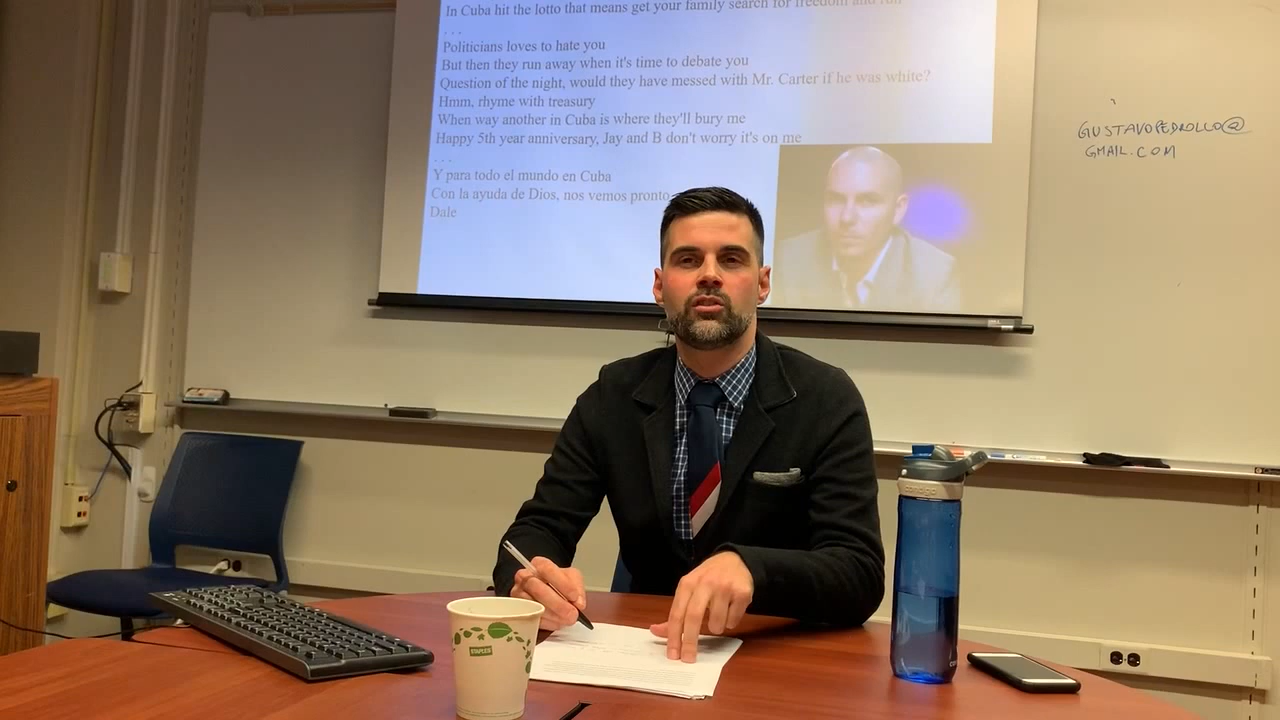 In Cuba hit the lotto that means get your family search for freedom and run
. . .
Politicians loves to hate you
But then they run away when it's time to debate you
Question of the night, would they have messed with Mr. Carter if he was white?
Hmm, rhyme with treasury
When way another in Cuba is where they'll bury me
Happy 5th year anniversary, Jay and B don't worry it's on me
. . .
Y para todo el mundo en Cuba
Con la ayuda de Dios, nos vemos pronto
Dale
GUSTAVOPEDROLLO@
GMAIL.COM
STAPLES
contigo